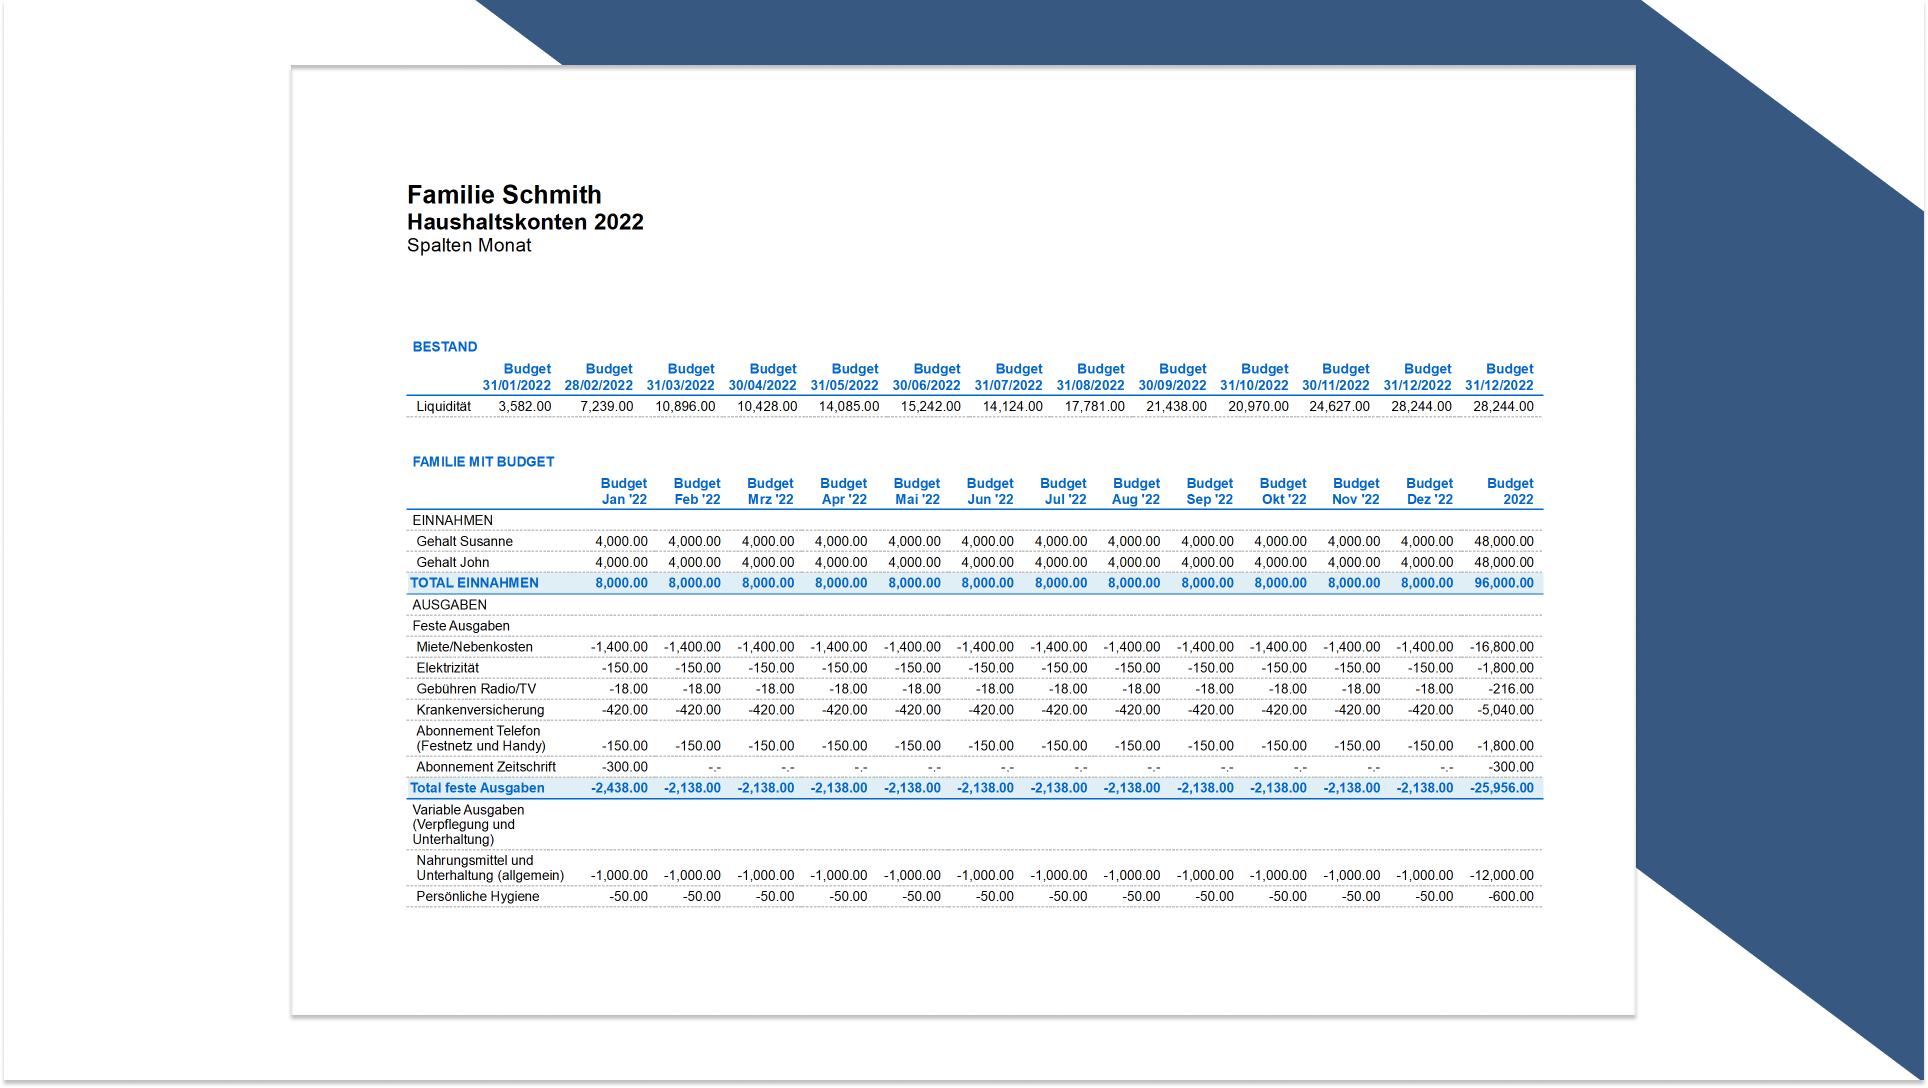 Familie Schmith
Haushaltskonten 2022
Spalten Monat
BESTAND
Budget Budget Budget Budget Budget Budget Budget Budget Budget Budget Budget Budget Budget
31/01/2022 28/02/2022 31/03/2022 30/04/2022 31/05/2022 30/06/2022 31/07/2022 31/08/2022 30/09/2022 31/10/2022 30/11/2022 31/12/2022 31/12/2022
Liquidität 3,582.00 7,239.00 10,896.00 10,428.00 14,085.00 15,242.00 14,124.00 17,781.00 21,438.00 20,970.00 24,627.00 28,244.00 28,244.00
FAMILIE MIT BUDGET
Budget Budget Budget Budget Budget Budget Budget Budget Budget Budget Budget Budget Budget
Jan '22 Feb '22 Mrz '22 Apr '22 Mai '22 Jun '22 Jul '22 Aug '22 Sep '22 Okt '22 Nov '22 Dez '22 2022
EINNAHMEN
Gehalt Susanne 4,000.00 4,000.00 4,000.00 4,000.00 4,000.00 4,000.00 4,000.00 4,000.00 4,000.00 4,000.00 4,000.00 4,000.00 48,000.00
Gehalt John 4,000.00 4,000.00 4,000.00 4,000.00 4,000.00 4,000.00 4,000.00 4,000.00 4,000.00 4,000.00 4,000.00 4,000.00 48,000.00
TOTAL EINNAHMEN 8,000.00 8,000.00 8,000.00 8,000.00 8,000.00 8,000.00 8,000.00 8,000.00 8,000.00 8,000.00 8,000.00 8,000.00 96,000.00
AUSGABEN
Feste Ausgaben
Miete/Nebenkosten -1,400.00 -1,400.00 -1,400.00 -1,400.00 -1,400.00 -1,400.00 -1,400.00 -1,400.00 -1,400.00 -1,400.00 -1,400.00 -1,400.00 -16,800.00
Elektrizität -150.00 -150.00 -150.00 -150.00 -150.00 -150.00 -150.00 -150.00 -150.00 -150.00 -150.00 -150.00 -1,800.00
Gebühren Radio/TV -18.00 -18.00 -18.00 -18.00 -18.00 -18.00 -18.00 -18.00 -18.00 -18.00 -18.00 -18.00 -216.00
Krankenversicherung -420.00 -420.00 -420.00 -420.00 -420.00 -420.00 -420.00 -420.00 -420.00 -420.00 -420.00 -420.00 -5,040.00
Abonnement Telefon
(Festnetz und Handy) -150.00 -150.00 -150.00 -150.00 -150.00 -150.00 -150.00 -150.00 -150.00 -150.00 -150.00 -150.00 -1,800.00
Abonnement Zeitschrift -300.00 -.- -.- -.- -.- -.- -.- -.- -.- -.- -.- -.- -300.00
Total feste Ausgaben -2,438.00 -2,138.00 -2,138.00 -2,138.00 -2,138.00 -2,138.00 -2,138.00 -2,138.00 -2,138.00 -2,138.00 -2,138.00 -2,138.00 -25,956.00
Variable Ausgaben
(Verpflegung und
Unterhaltung)
Nahrungsmittel und
Unterhaltung (allgemein) -1,000.00 -1,000.00 -1,000.00 -1,000.00 -1,000.00 -1,000.00 -1,000.00 -1,000.00 -1,000.00 -1,000.00 -1,000.00 -1,000.00 -12,000.00
Persönliche Hygiene -50.00 -50.00 -50.00 -50.00 -50.00 -50.00 -50.00 -50.00 -50.00 -50.00 -50.00 -50.00 -600.00